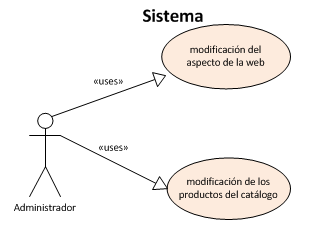 Sistema
modificación del
aspecto de la web
«uses»
«uses»
modificación de los
productos del catálogo
Administrador